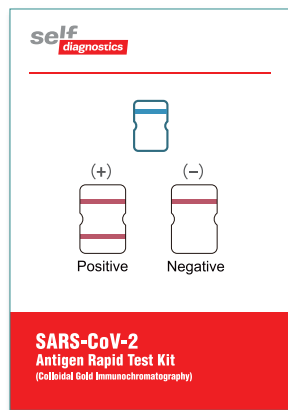 self
diagnostics
(+) (−)
Positive Negative
SARS-CoV-2
Antigen Rapid Test Kit
(Colloidal Gold Immunochromatography)